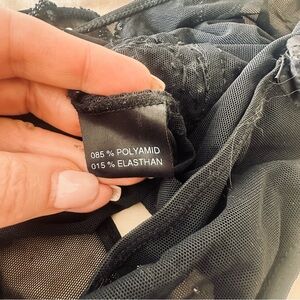 085 % POLYAMID
015 % ELASTHAN